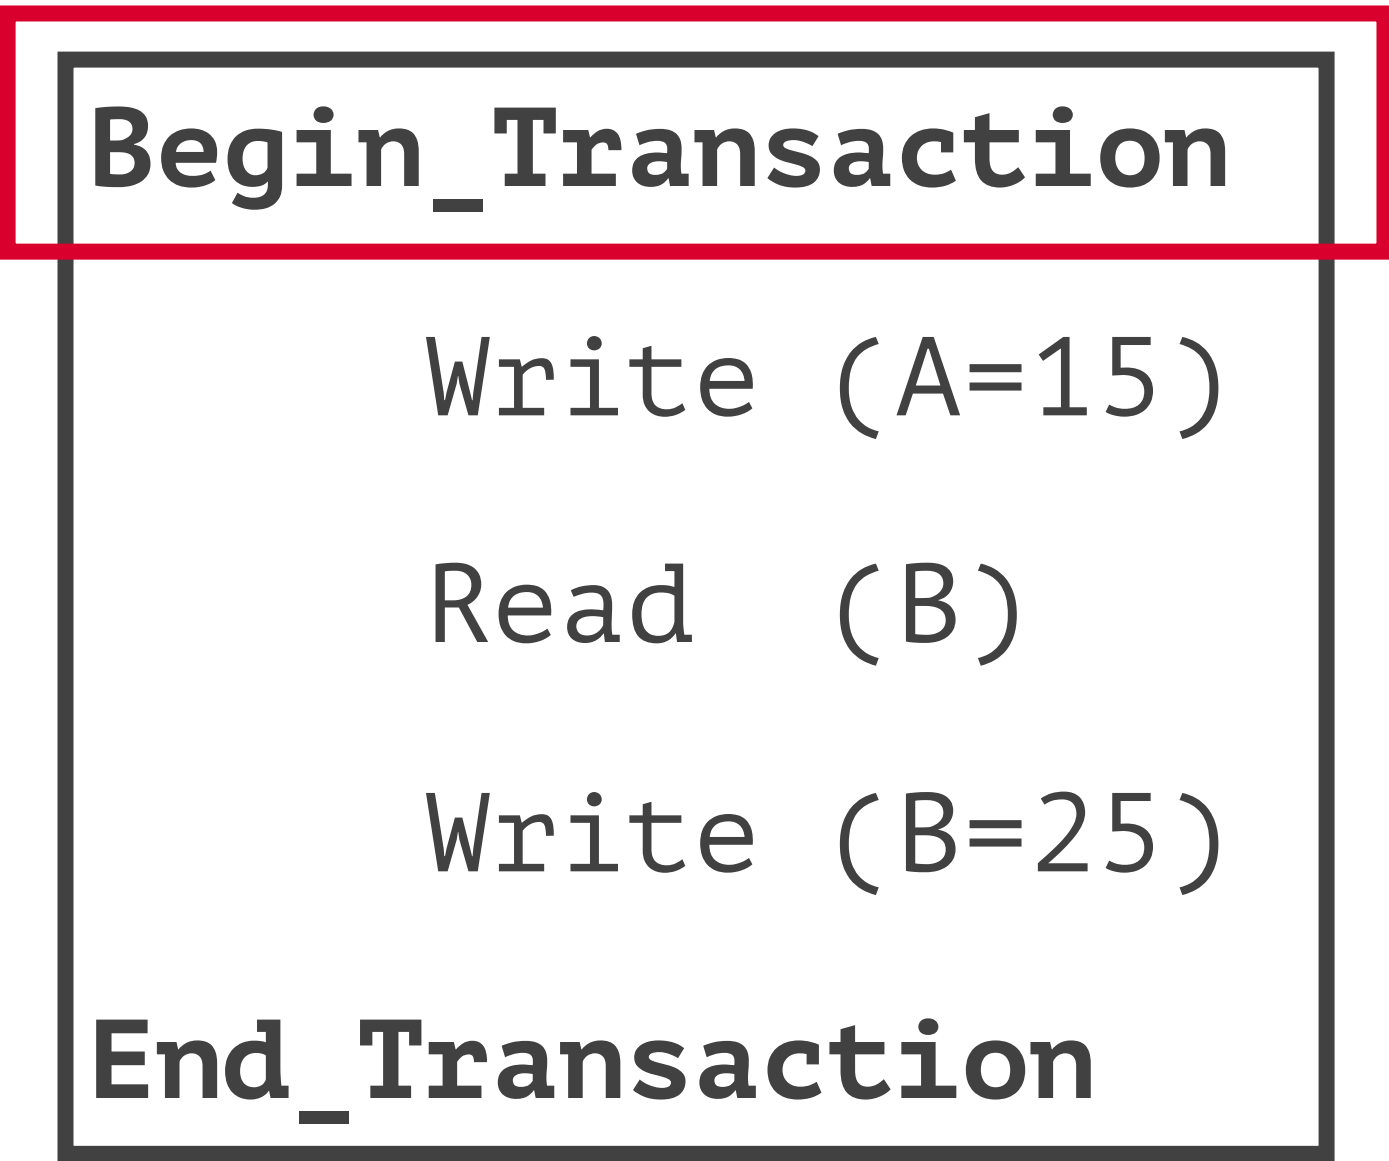 Begin_Transaction
Write (A=15)
Read (B)
Write (B=25)
End_Transaction